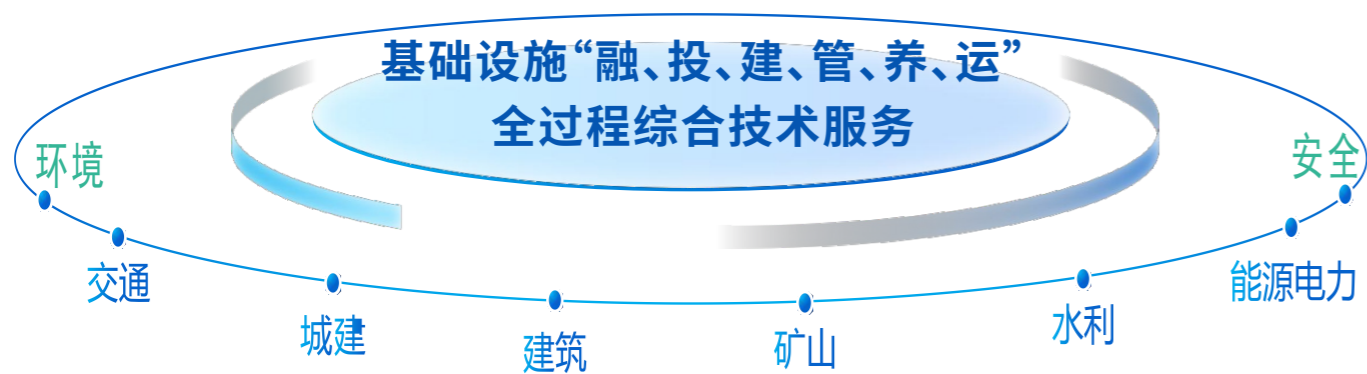 基础设施“融、投、建、管、养、运”
全过程综合技术服务
环境
安全
交通
能源电力
城建
建筑
矿山
水利